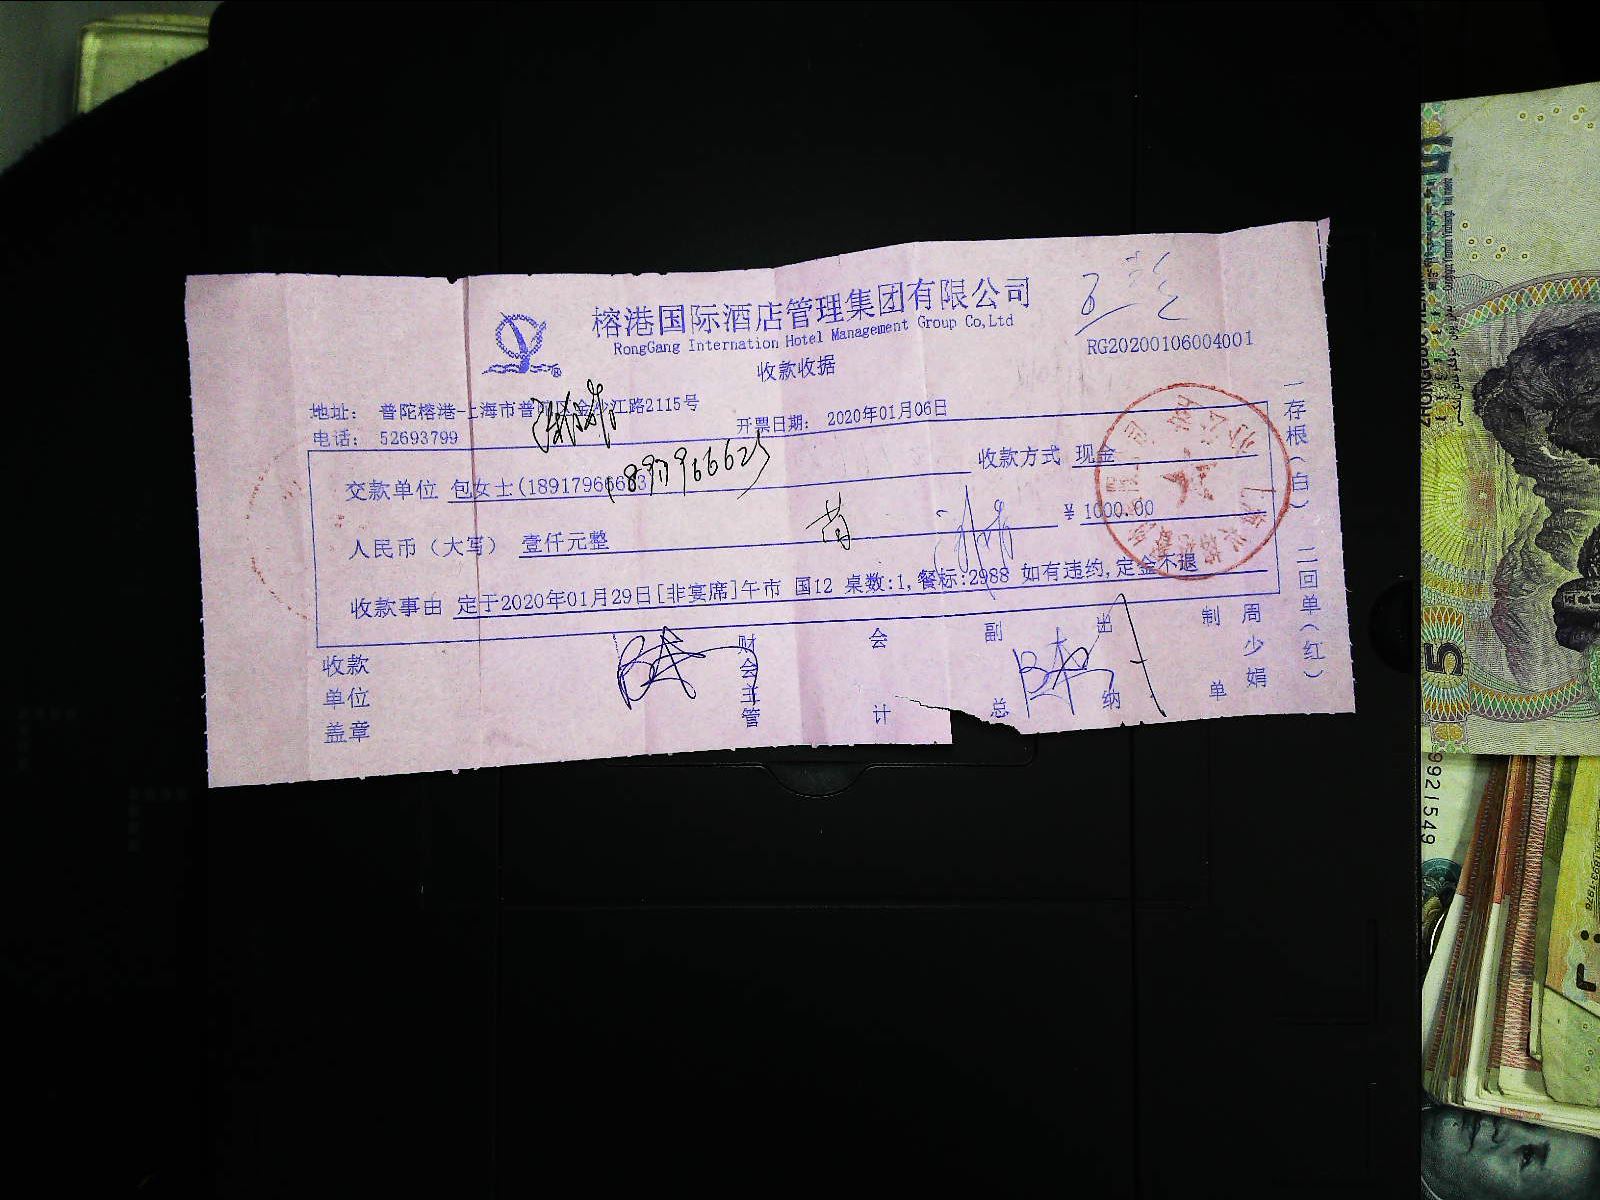 榕港国际酒店管理集团有限公司
RongGang Internation Hotel Management Group Co,Ltd
收款收据
RG20200106004001
地址: 普陀榕港-上海市普陀区金沙江路2115号
电话: 52693799
开票日期: 2020年01月06日
交款单位 包女士(18917966623
18917966623
收款方式 现金
人民币(大写) 壹仟元整
¥ 1000.00
收款事由 定于2020年01月29日[非宴席]午市 国12 桌数:1,餐标:2988 如有违约,定金不退
收款单位盖章
财会主管
会计
副总
出纳
制单
周少娟
一存根(白) 二回单(红)
5
9921549